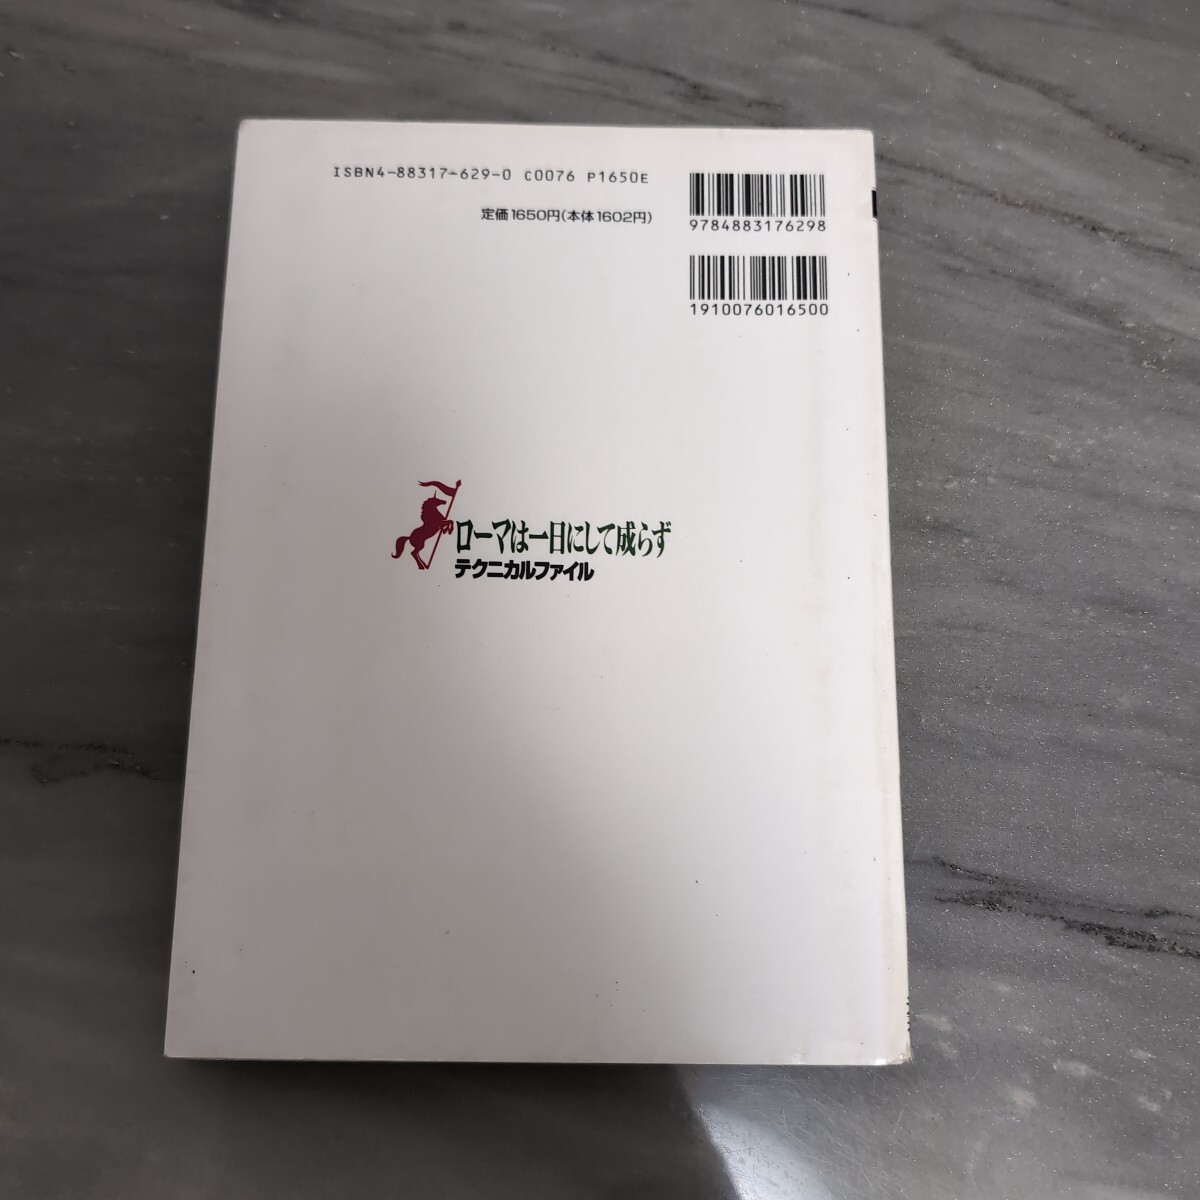 ISBN4-88317-629-0 C0076 P1650E
定価1650円(本体1602円)
9784883176298
1910076016500
ローマは一日にして成らず
テクニカルファイル